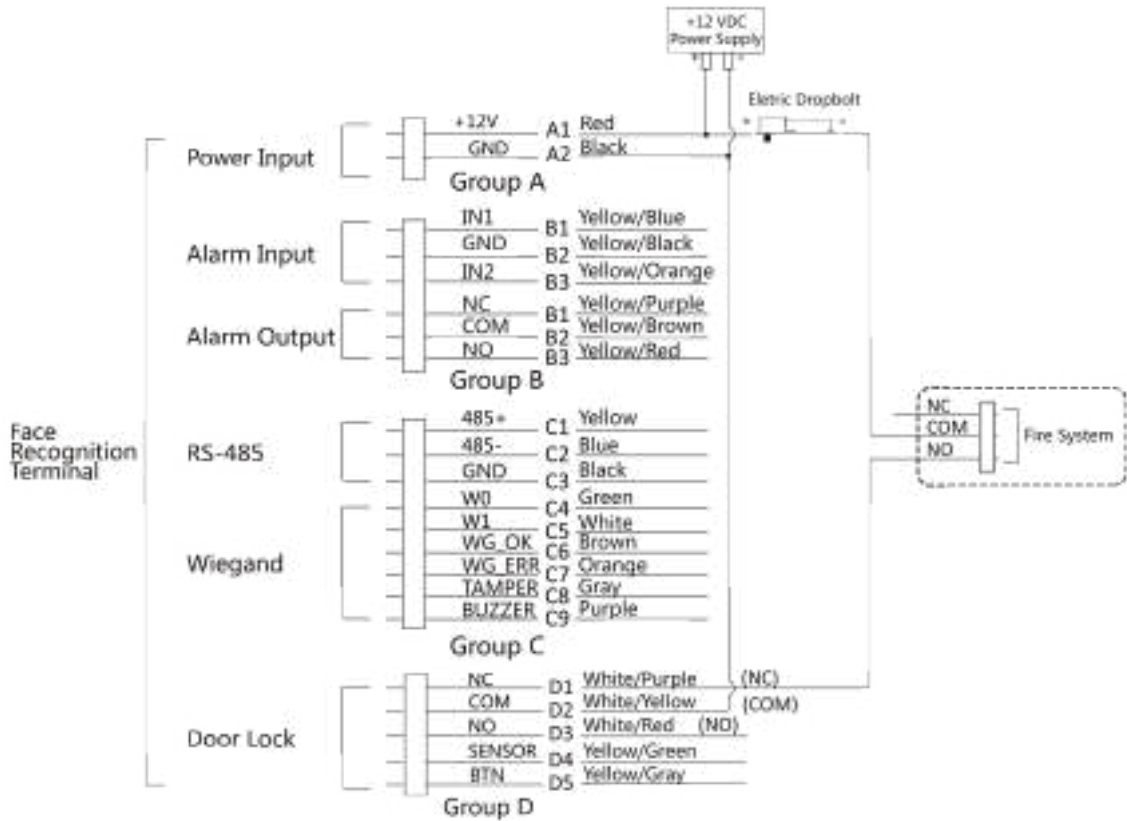 +12 VDC
Power Supply
+ -
Eletric Dropbolt
+ -
Power Input
+12V A1 Red
GND A2 Black
Group A
Alarm Input
IN1 B1 Yellow/Blue
GND B2 Yellow/Black
IN2 B3 Yellow/Orange
Alarm Output
NC B1 Yellow/Purple
COM B2 Yellow/Brown
NO B3 Yellow/Red
Group B
Face
Recognition
Terminal
RS-485
485+ C1 Yellow
485- C2 Blue
GND C3 Black
Wiegand
W0 C4 Green
W1 C5 White
WG_OK C6 Brown
WG_ERR C7 Orange
TAMPER C8 Gray
BUZZER C9 Purple
Group C
NC
COM
NO
Fire System
Door Lock
NC D1 White/Purple (NC)
COM D2 White/Yellow (COM)
NO D3 White/Red (NO)
SENSOR D4 Yellow/Green
BTN D5 Yellow/Gray
Group D